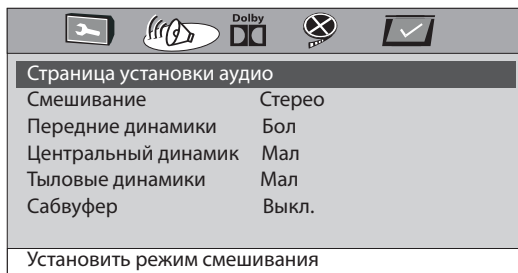 Dolby
Страница установки аудио
Смешивание Стерео
Передние динамики Бол
Центральный динамик Мал
Тыловые динамики Мал
Сабвуфер Выкл.
Установить режим смешивания